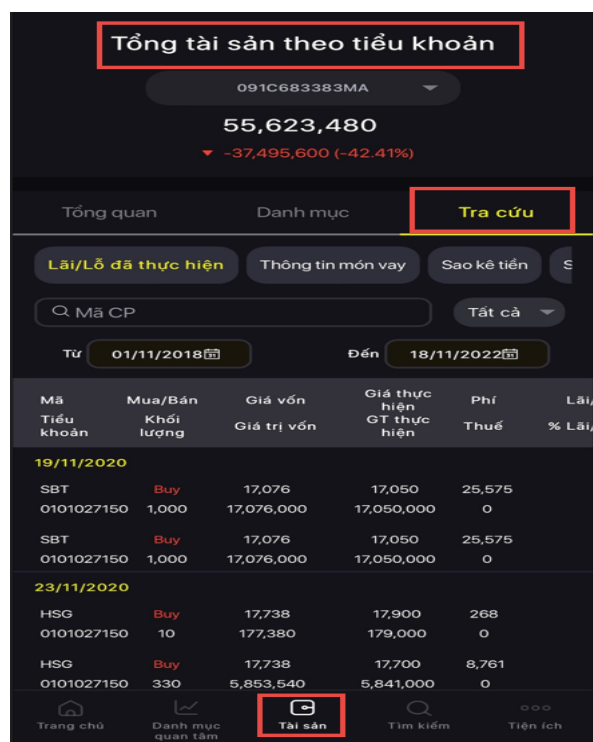 Tổng tài sản theo tiểu khoản
091C683383MA
55,623,480
-37,495,600 (-42.41%)
Tổng quan Danh mục Tra cứu
Lãi/Lỗ đã thực hiện Thông tin món vay Sao kê tiền S
Mã CP Tất cả
Từ 01/11/2018 Đến 18/11/2022
Mã Mua/Bán Giá vốn Giá thực hiện Phí Lãi/
Tiểu khoản Khối lượng Giá trị vốn GT thực hiện Thuế % Lãi/
19/11/2020
SBT Buy 17,076 17,050 25,575
0101027150 1,000 17,076,000 17,050,000 0
SBT Buy 17,076 17,050 25,575
0101027150 1,000 17,076,000 17,050,000 0
23/11/2020
HSG Buy 17,738 17,900 268
0101027150 10 177,380 179,000 0
HSG Buy 17,738 17,700 8,761
0101027150 330 5,853,540 5,841,000 0
Trang chủ Danh mục quan tâm Tài sản Tìm kiếm Tiện ích